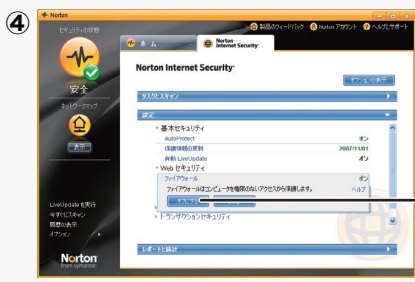 ④
Norton
セキュリティの状態
製品のフィードバック
Norton アカウント
ヘルプとサポート
ホーム
Norton
Internet Security
安全
ネットワークマップ
表示
LiveUpdate を実行
今すぐスキャン
履歴の表示
オプション
Norton
from symantec
Norton Internet Security
オプションの表示
タスクとスキャン
設定
基本セキュリティ
AutoProtect
オン
保護情報の更新
2007/11/01
自動 LiveUpdate
オン
Web セキュリティ
ファイアウォール
オン
ファイアウォールはコンピュータを権限のないアクセスから保護します。
ヘルプ
トランザクションセキュリティ
レポートと統計